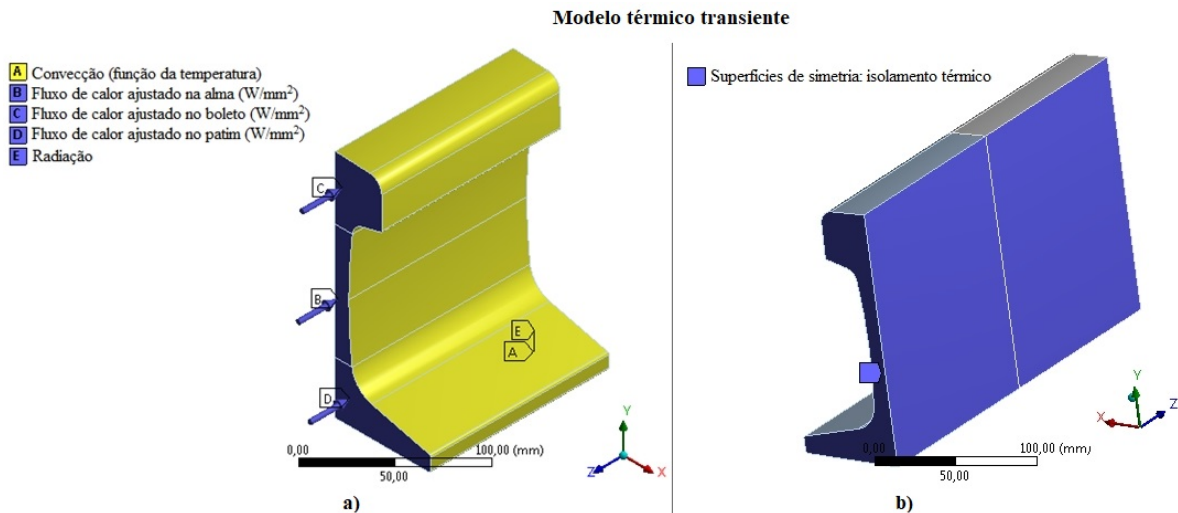 Modelo térmico transiente
A Convecção (função da temperatura)
B Fluxo de calor ajustado na alma (W/mm²)
C Fluxo de calor ajustado no boleto (W/mm²)
D Fluxo de calor ajustado no patim (W/mm²)
E Radiação
C
B
D
E
A
0,00
100,00 (mm)
50,00
Y
Z
X
a)
Superfícies de simetria: isolamento térmico
0,00
100,00 (mm)
50,00
Y
X
Z
b)